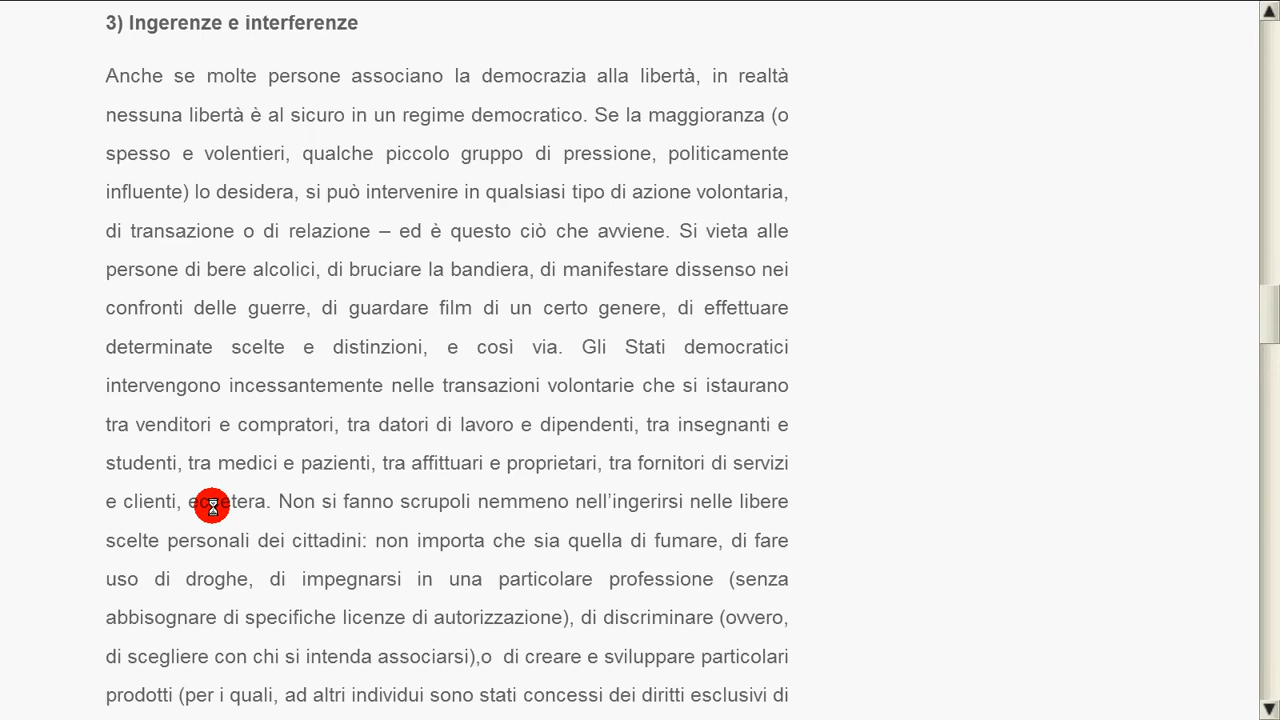 3) Ingerenze e interferenze
Anche se molte persone associano la democrazia alla libertà, in realtà
nessuna libertà è al sicuro in un regime democratico. Se la maggioranza (o
spesso e volentieri, qualche piccolo gruppo di pressione, politicamente
influente) lo desidera, si può intervenire in qualsiasi tipo di azione volontaria,
di transazione o di relazione – ed è questo ciò che avviene. Si vieta alle
persone di bere alcolici, di bruciare la bandiera, di manifestare dissenso nei
confronti delle guerre, di guardare film di un certo genere, di effettuare
determinate scelte e distinzioni, e così via. Gli Stati democratici
intervengono incessantemente nelle transazioni volontarie che si istaurano
tra venditori e compratori, tra datori di lavoro e dipendenti, tra insegnanti e
studenti, tra medici e pazienti, tra affittuari e proprietari, tra fornitori di servizi
e clienti, eccetera. Non si fanno scrupoli nemmeno nell’ingerirsi nelle libere
scelte personali dei cittadini: non importa che sia quella di fumare, di fare
uso di droghe, di impegnarsi in una particolare professione (senza
abbisognare di specifiche licenze di autorizzazione), di discriminare (ovvero,
di scegliere con chi si intenda associarsi),o di creare e sviluppare particolari
prodotti (per i quali, ad altri individui sono stati concessi dei diritti esclusivi di